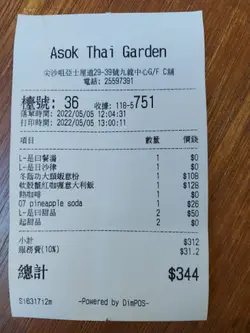 Asok Thai Garden
尖沙咀亞士厘道29-39號九龍中心G/F C舖
電話: 25597391
檯號: 36 收據: 118-5751
落單時間: 2022/05/05 12:04:31
打印時間: 2022/05/05 13:00:11
項目 數量 價錢
L-是日餐湯 1 $0
L-是日沙律 1 $0
冬蔭功大頭蝦意粉 1 $108
軟殼蟹紅咖喱意大利飯 1 $128
熱咖啡 1 $0
07 pineapple soda 1 $26
L-是日甜品 2 $0
起甜品 2 $50
小計 $312
服務費(10%) $31.2
總計 $344
Si631712m -Powered by DimPOS-